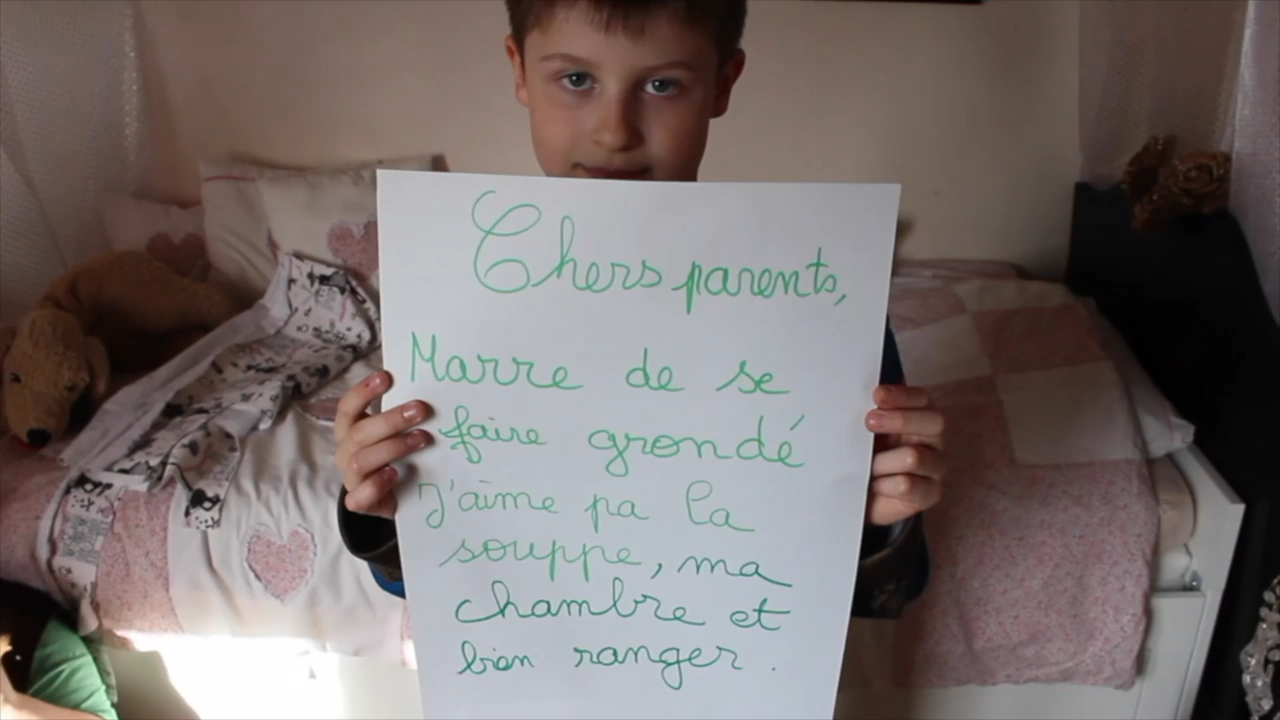 Chers parents,
Marre de se
faire grondé
J'aime pa la
souppe, ma
chambre et
bien ranger.